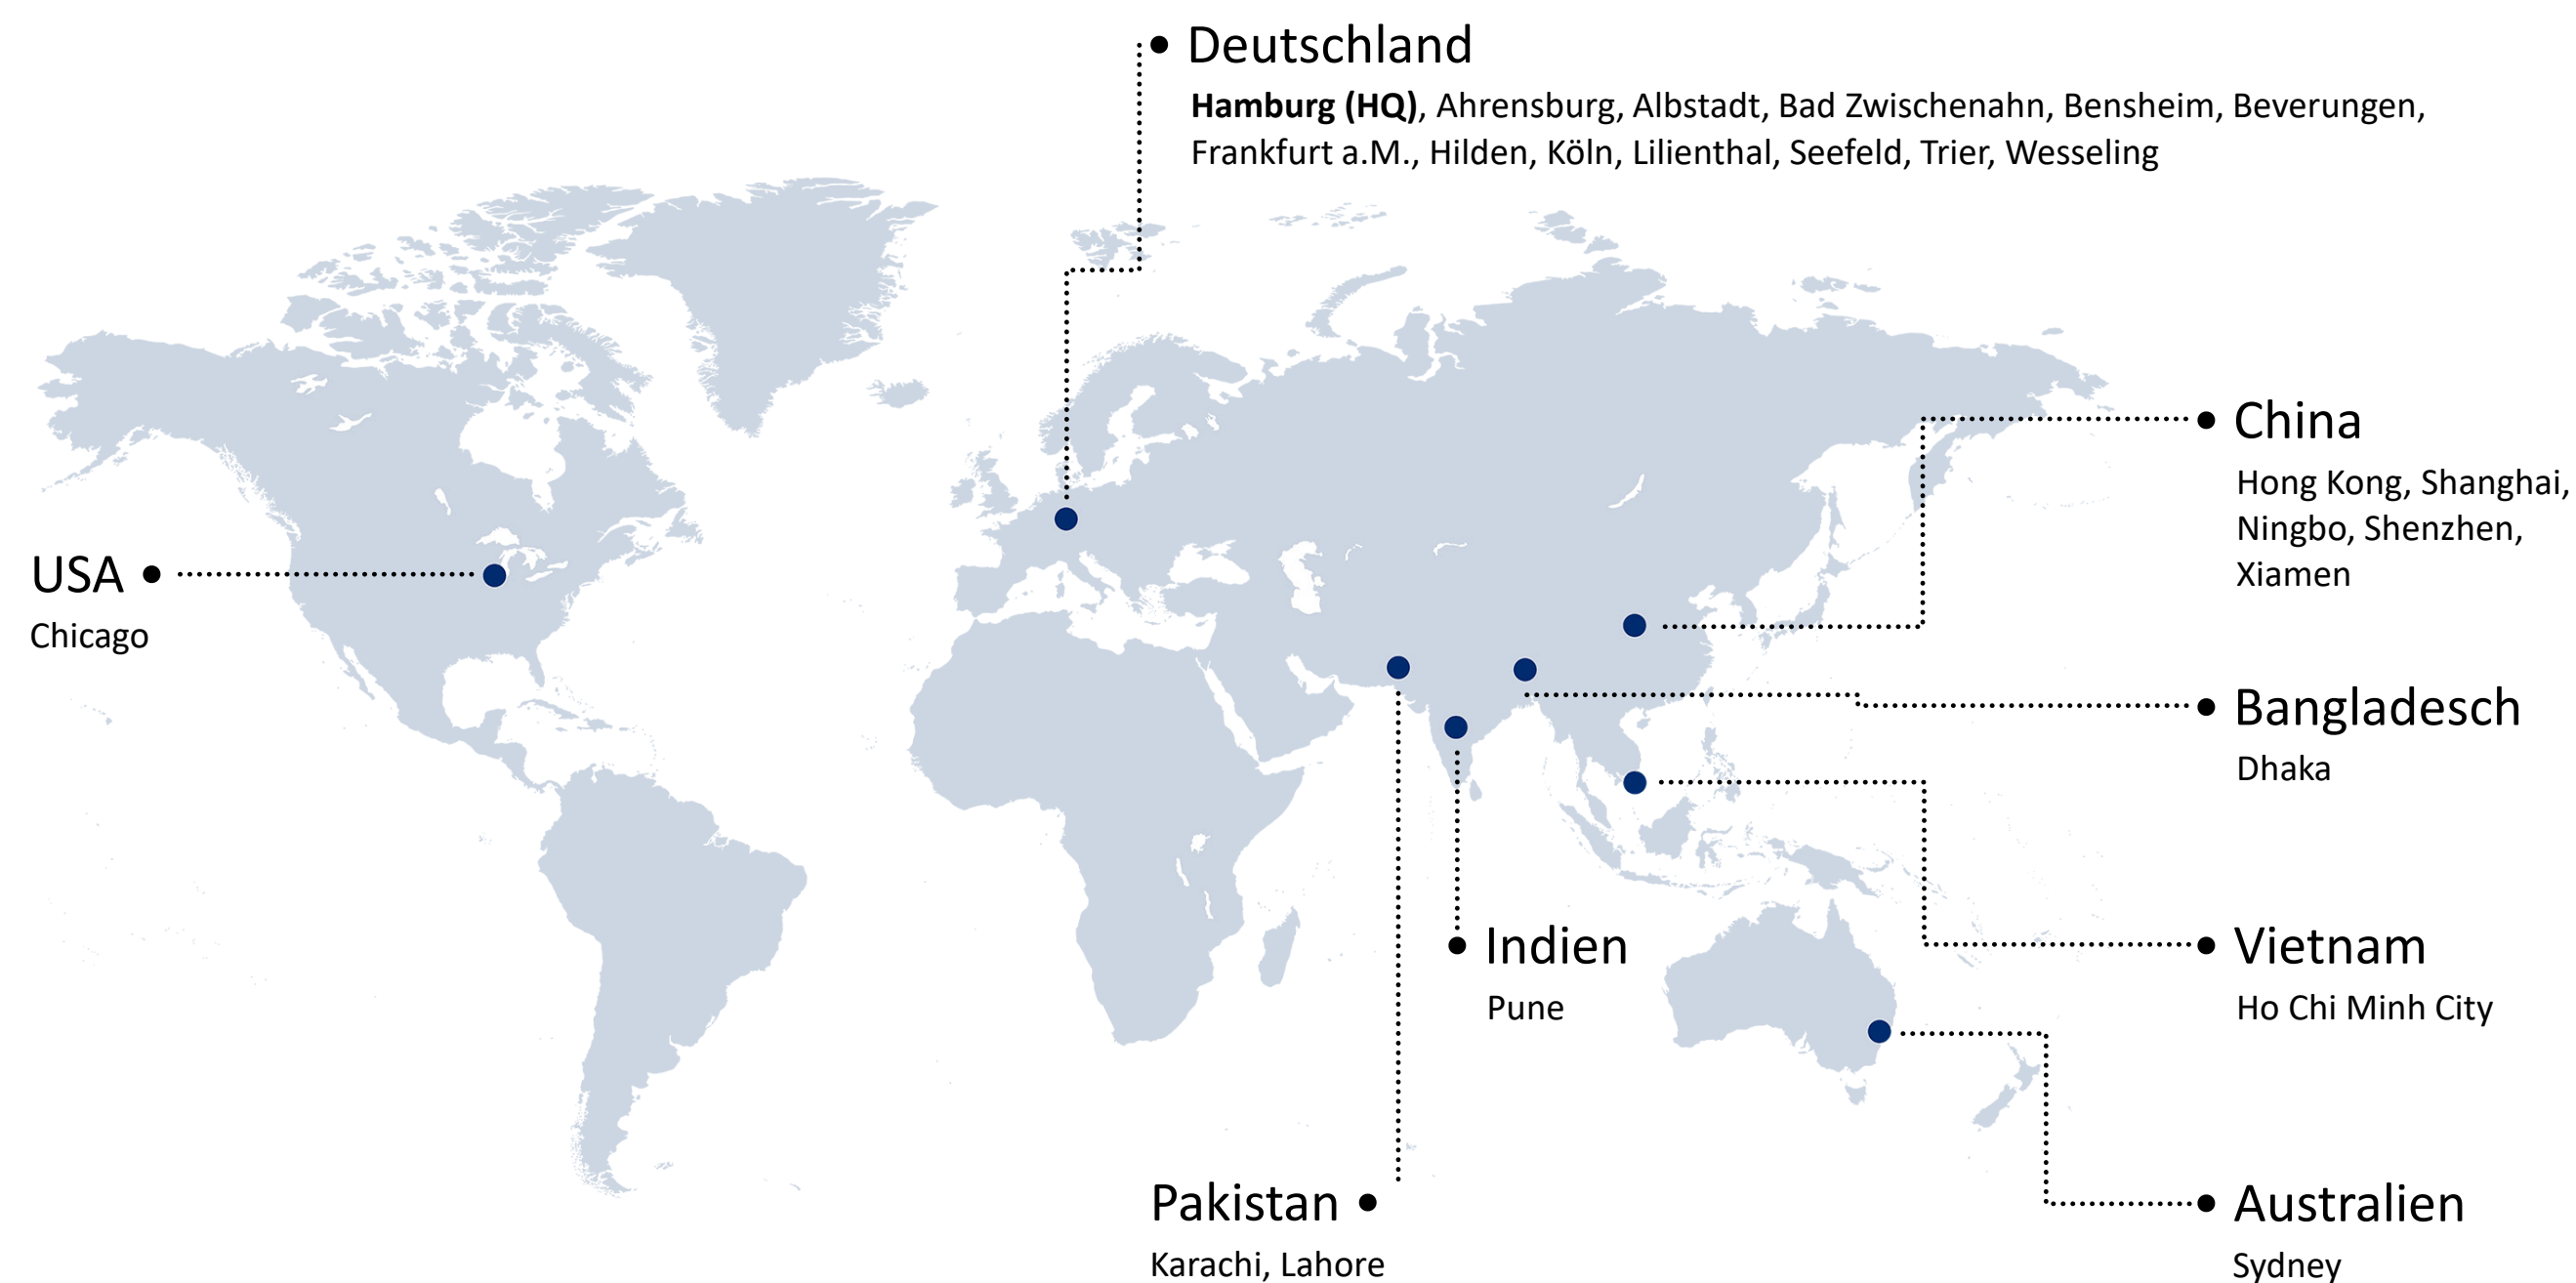 Deutschland
Hamburg (HQ), Ahrensburg, Albstadt, Bad Zwischenahn, Bensheim, Beverungen,
Frankfurt a.M., Hilden, Köln, Lilienthal, Seefeld, Trier, Wesseling
China
Hong Kong, Shanghai,
Ningbo, Shenzhen,
Xiamen
USA
Chicago
Bangladesch
Dhaka
Indien
Pune
Vietnam
Ho Chi Minh City
Pakistan
Karachi, Lahore
Australien
Sydney